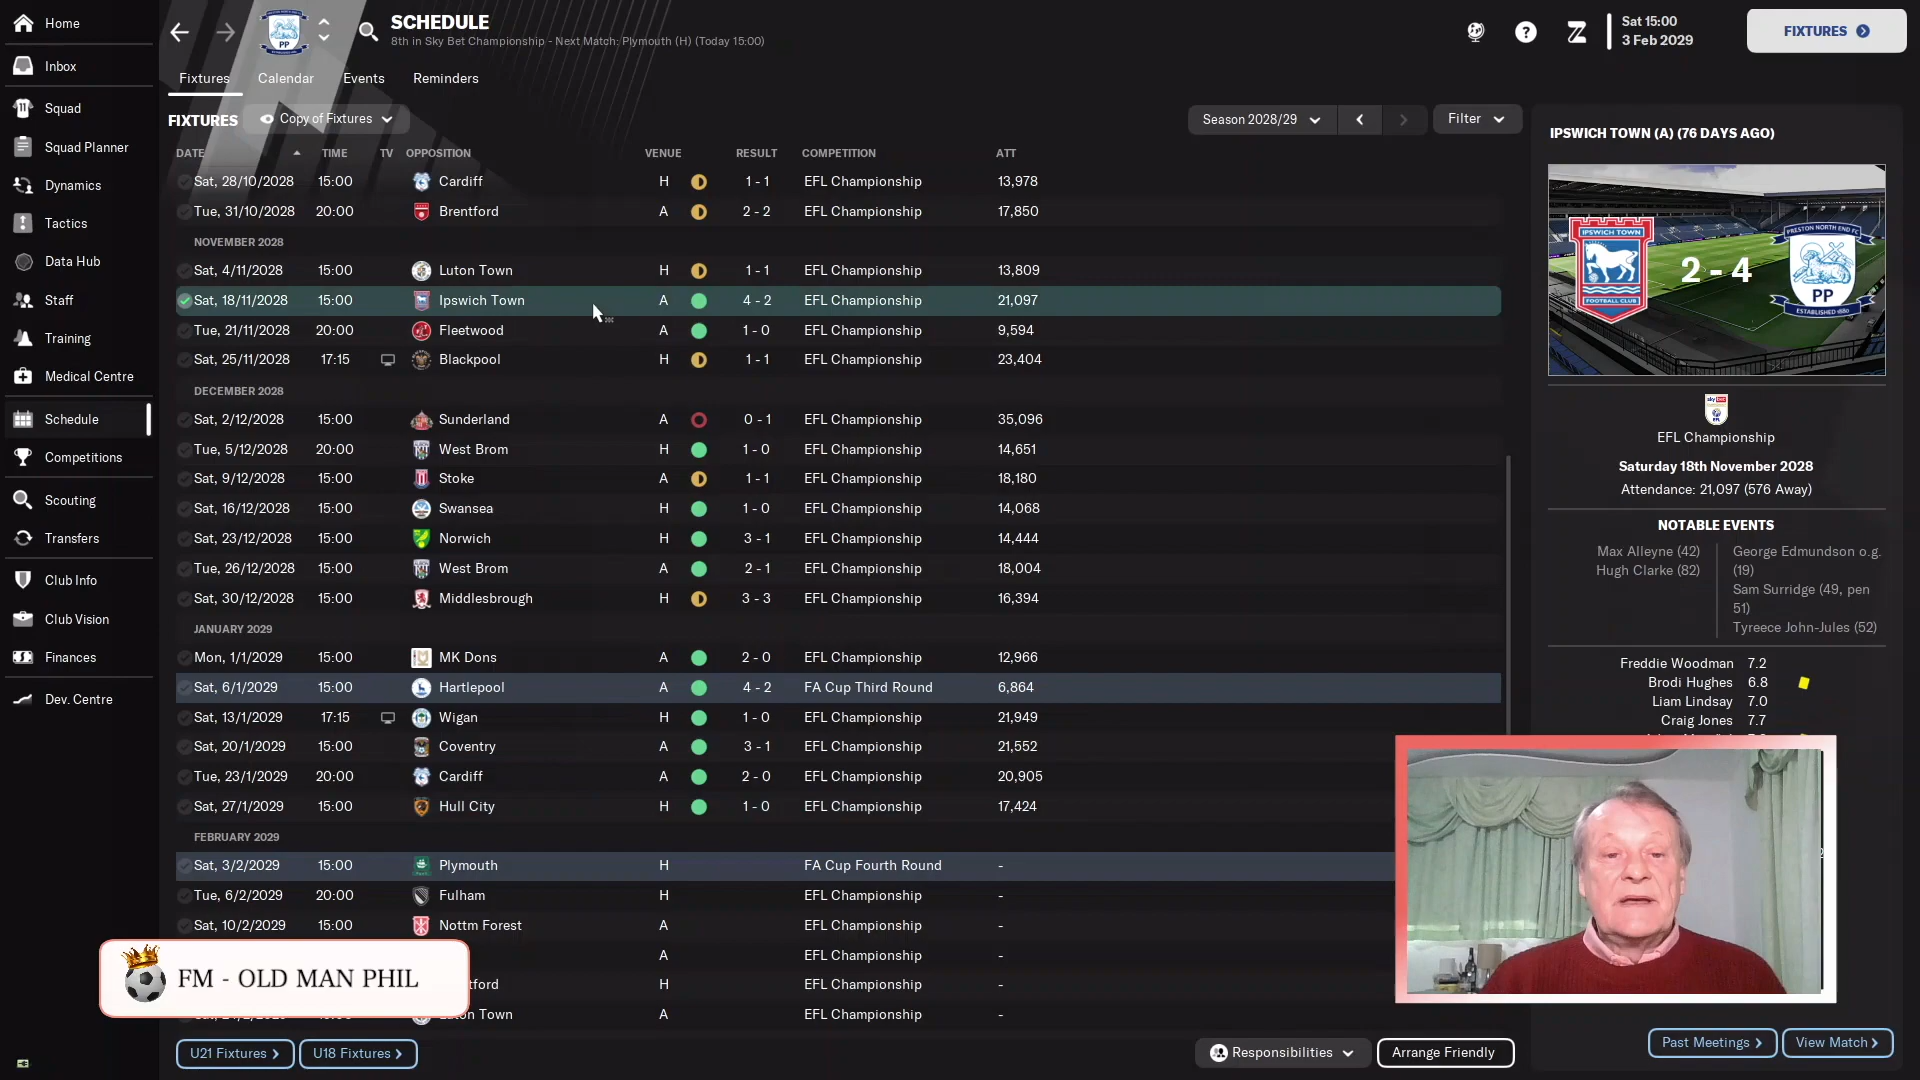 Home
Inbox
Squad
Squad Planner
Dynamics
Tactics
Data Hub
Staff
Training
Medical Centre
Schedule
Competitions
Scouting
Transfers
Club Info
Club Vision
Finances
Dev. Centre
SCHEDULE
8th in Sky Bet Championship - Next Match: Plymouth (H) (Today 15:00)
Sat 15:00
3 Feb 2029
FIXTURES
Fixtures Calendar Events Reminders
FIXTURES Copy of Fixtures Season 2028/29 Filter
DATE TIME TV OPPOSITION VENUE RESULT COMPETITION ATT
Sat, 28/10/2028 15:00 Cardiff H 1 - 1 EFL Championship 13,978
Tue, 31/10/2028 20:00 Brentford A 2 - 2 EFL Championship 17,850
NOVEMBER 2028
Sat, 4/11/2028 15:00 Luton Town H 1 - 1 EFL Championship 13,809
Sat, 18/11/2028 15:00 Ipswich Town A 4 - 2 EFL Championship 21,097
Tue, 21/11/2028 20:00 Fleetwood A 1 - 0 EFL Championship 9,594
Sat, 25/11/2028 17:15 Blackpool H 1 - 1 EFL Championship 23,404
DECEMBER 2028
Sat, 2/12/2028 15:00 Sunderland A 0 - 1 EFL Championship 35,096
Tue, 5/12/2028 20:00 West Brom H 1 - 0 EFL Championship 14,651
Sat, 9/12/2028 15:00 Stoke A 1 - 1 EFL Championship 18,180
Sat, 16/12/2028 15:00 Swansea H 1 - 0 EFL Championship 14,068
Sat, 23/12/2028 15:00 Norwich H 3 - 1 EFL Championship 14,444
Tue, 26/12/2028 15:00 West Brom A 2 - 1 EFL Championship 18,004
Sat, 30/12/2028 15:00 Middlesbrough H 3 - 3 EFL Championship 16,394
JANUARY 2029
Mon, 1/1/2029 15:00 MK Dons A 2 - 0 EFL Championship 12,966
Sat, 6/1/2029 15:00 Hartlepool A 4 - 2 FA Cup Third Round 6,864
Sat, 13/1/2029 17:15 Wigan H 1 - 0 EFL Championship 21,949
Sat, 20/1/2029 15:00 Coventry A 3 - 1 EFL Championship 21,552
Tue, 23/1/2029 20:00 Cardiff A 2 - 0 EFL Championship 20,905
Sat, 27/1/2029 15:00 Hull City H 1 - 0 EFL Championship 17,424
FEBRUARY 2029
Sat, 3/2/2029 15:00 Plymouth H FA Cup Fourth Round -
Tue, 6/2/2029 20:00 Fulham H EFL Championship -
Sat, 10/2/2029 15:00 Nottm Forest A EFL Championship -
A EFL Championship -
H EFL Championship -
Town A EFL Championship -
FM - OLD MAN PHIL
U21 Fixtures U18 Fixtures Responsibilities Arrange Friendly
IPSWICH TOWN (A) (76 DAYS AGO)
IPSWICH TOWN
FOOTBALL CLUB
2 - 4
PRESTON NORTH END FC
PP
ESTABLISHED 1880
EFL Championship
Saturday 18th November 2028
Attendance: 21,097 (576 Away)
NOTABLE EVENTS
Max Alleyne (42)
Hugh Clarke (82)
George Edmundson o.g.
(19)
Sam Surridge (49, pen
51)
Tyreece John-Jules (52)
Freddie Woodman 7.2
Brodi Hughes 6.8
Liam Lindsay 7.0
Craig Jones 7.7
Past Meetings View Match